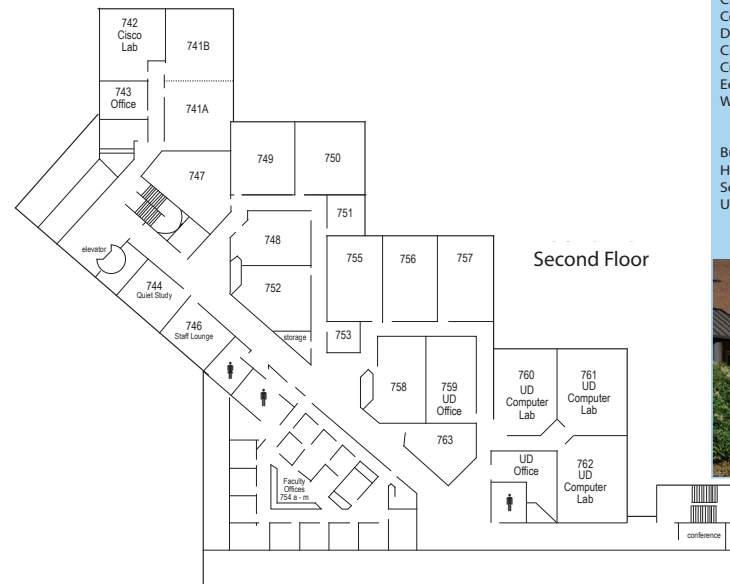 742
Cisco
Lab
741B
743
Office
741A
747
749
750
751
748
752
storage
753
755
756
757
Second Floor
elevator
744
Quiet Study
746
Staff Lounge
758
759
UD
Office
763
760
UD
Computer
Lab
761
UD
Computer
Lab
UD
Office
762
UD
Computer
Lab
Faculty
Offices
754 a - m
conference